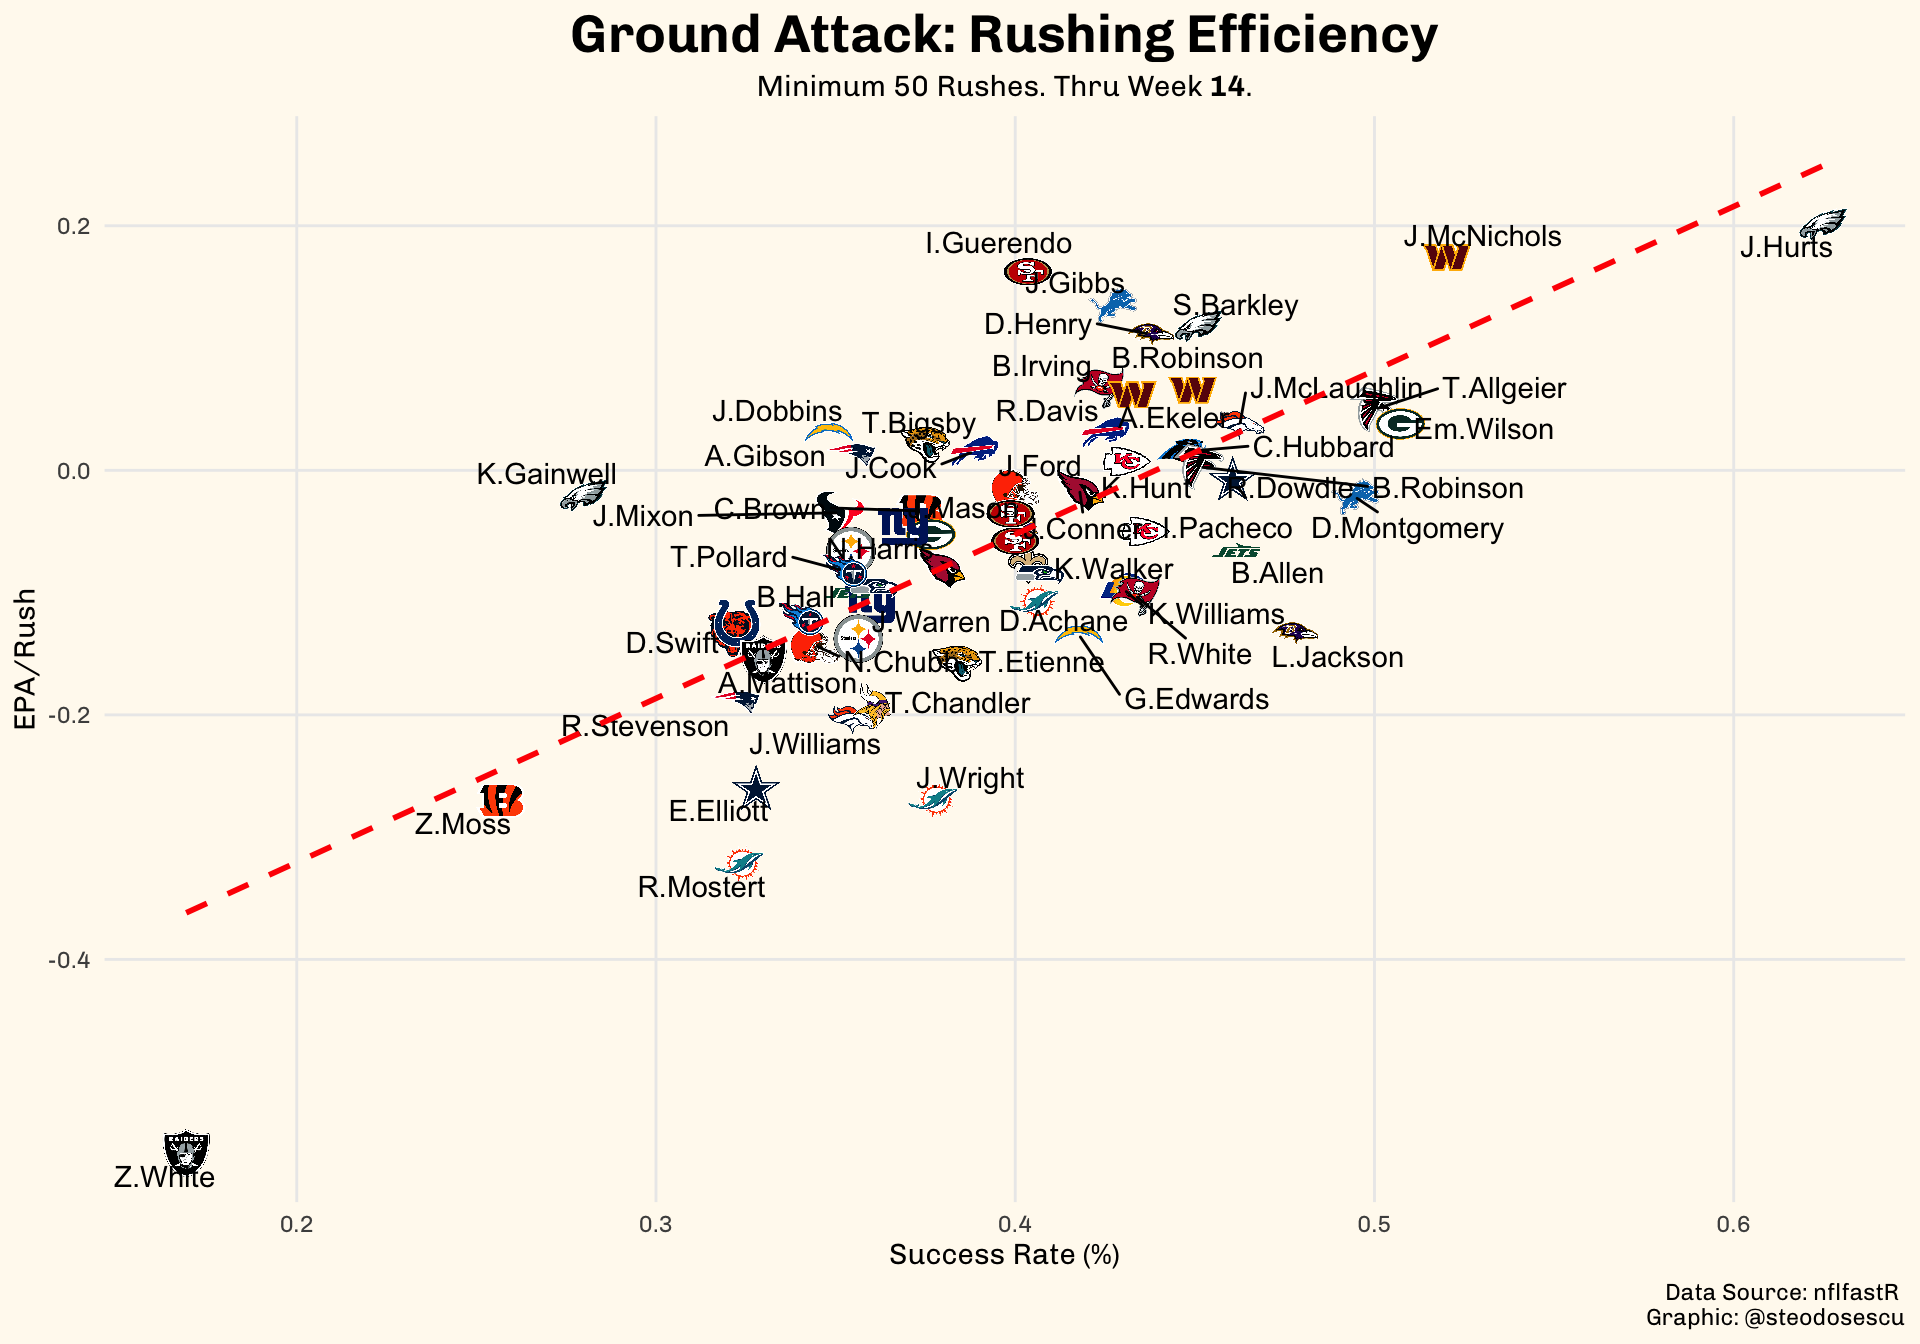 Ground Attack: Rushing Efficiency
Minimum 50 Rushes. Thru Week 14.
EPA/Rush
0.2
0.0
-0.2
-0.4
I.Guerendo
J.McNichols
J.Hurts
J.Gibbs
S.Barkley
D.Henry
B.Robinson
B.Irving
J.McLaughlin
T.Allgeier
J.Dobbins
R.Davis
A.Ekeler
T.Bigsby
Em.Wilson
C.Hubbard
A.Gibson
J.Cook
J.Ford
K.Gainwell
K.Hunt
R.Dowdle
B.Robinson
J.Mixon
C.Brown
J.Mason
J.Conner
I.Pacheco
D.Montgomery
N.Harris
T.Pollard
K.Walker
B.Allen
B.Hall
K.Williams
J.Warren
D.Achane
D.Swift
R.White
L.Jackson
N.Chubb
T.Etienne
A.Mattison
G.Edwards
T.Chandler
R.Stevenson
J.Williams
J.Wright
E.Elliott
Z.Moss
R.Mostert
Z.White
0.2
0.3
0.4
0.5
0.6
Success Rate (%)
Data Source: nflfastR
Graphic: @steodosescu